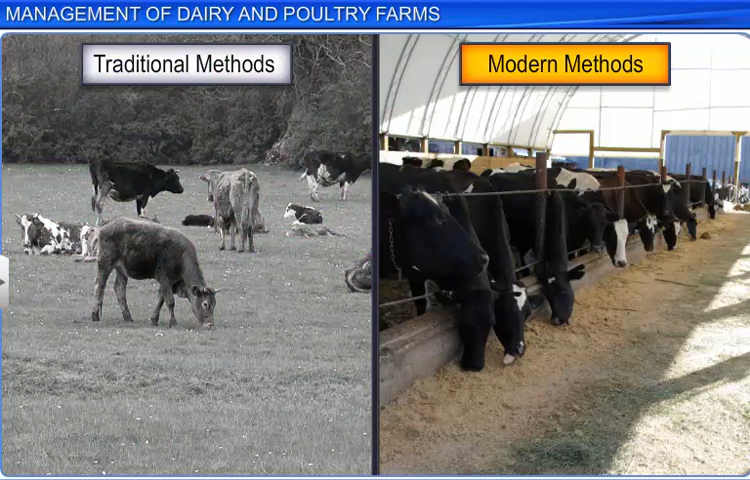 MANAGEMENT OF DAIRY AND POULTRY FARMS
Traditional Methods
Modern Methods